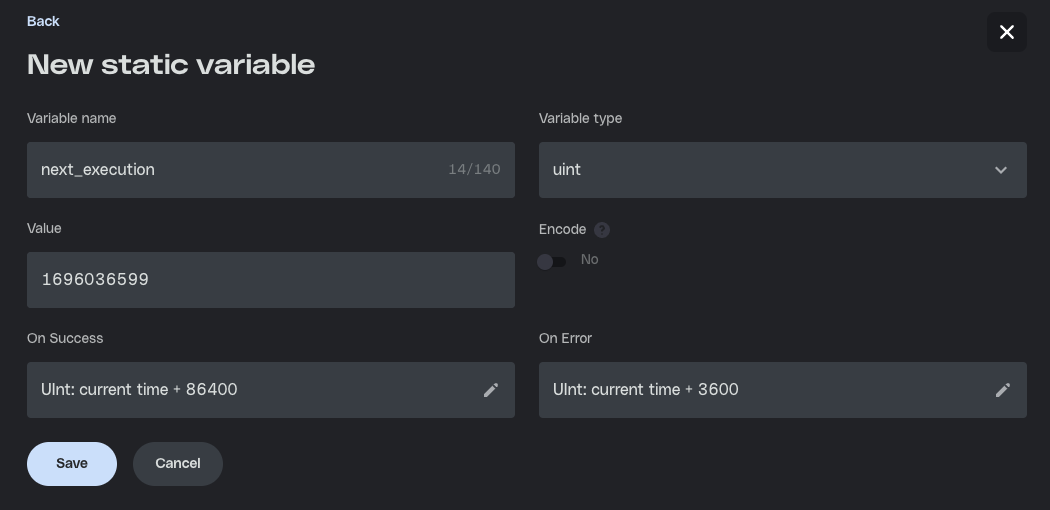 Back
New static variable
Variable name
Variable type
next_execution
14/140
uint
Value
Encode ?
1696036599
No
On Success
On Error
UInt: current time + 86400
UInt: current time + 3600
Save
Cancel